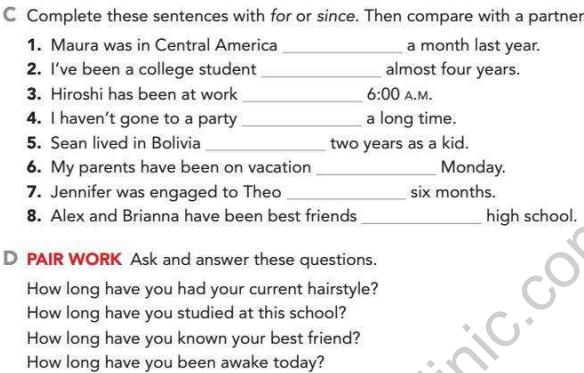 C Complete these sentences with for or since. Then compare with a partner
1. Maura was in Central America ____________ a month last year.
2. I've been a college student ____________ almost four years.
3. Hiroshi has been at work ____________ 6:00 A.M.
4. I haven't gone to a party ____________ a long time.
5. Sean lived in Bolivia ____________ two years as a kid.
6. My parents have been on vacation ____________ Monday.
7. Jennifer was engaged to Theo ____________ six months.
8. Alex and Brianna have been best friends ____________ high school.
D PAIR WORK Ask and answer these questions.
How long have you had your current hairstyle?
How long have you studied at this school?
How long have you known your best friend?
How long have you been awake today?